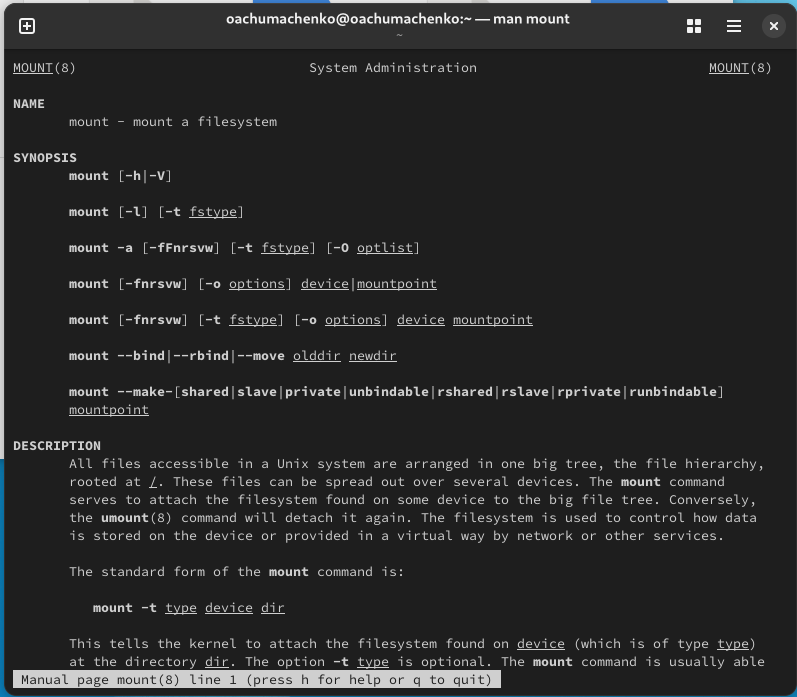 oachumachenko@oachumachenko:~ — man mount
~
MOUNT(8) System Administration MOUNT(8)
NAME
mount - mount a filesystem
SYNOPSIS
mount [-h|-V]
mount [-l] [-t fstype]
mount -a [-fFnrsvw] [-t fstype] [-O optlist]
mount [-fnrsvw] [-o options] device|mountpoint
mount [-fnrsvw] [-t fstype] [-o options] device mountpoint
mount --bind|--rbind|--move olddir newdir
mount --make-[shared|slave|private|unbindable|rshared|rslave|rprivate|runbindable]
mountpoint
DESCRIPTION
All files accessible in a Unix system are arranged in one big tree, the file hierarchy,
rooted at /. These files can be spread out over several devices. The mount command
serves to attach the filesystem found on some device to the big file tree. Conversely,
the umount(8) command will detach it again. The filesystem is used to control how data
is stored on the device or provided in a virtual way by network or other services.
The standard form of the mount command is:
mount -t type device dir
This tells the kernel to attach the filesystem found on device (which is of type type)
at the directory dir. The option -t type is optional. The mount command is usually able
Manual page mount(8) line 1 (press h for help or q to quit)